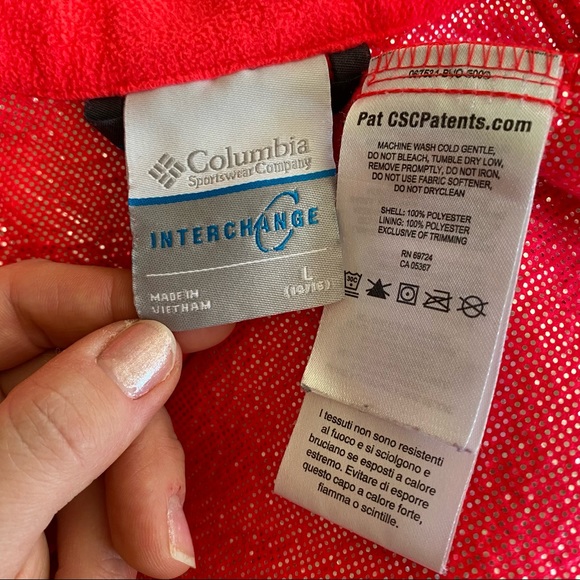 Columbia
Sportswear Company
INTERCHANGE
L
(14/16)
MADE IN
VIETNAM
Pat CSCPatents.com
MACHINE WASH COLD GENTLE,
DO NOT BLEACH, TUMBLE DRY LOW,
REMOVE PROMPTLY, DO NOT IRON,
DO NOT USE FABRIC SOFTENER,
DO NOT DRYCLEAN
SHELL: 100% POLYESTER
LINING: 100% POLYESTER
EXCLUSIVE OF TRIMMING
RN 69724
CA 05367
30C
I tessuti non sono resistenti
al fuoco e si sciolgono e
bruciano se esposti a calore
estremo. Evitare di esporre
questo capo a calore forte,
fiamma o scintille.